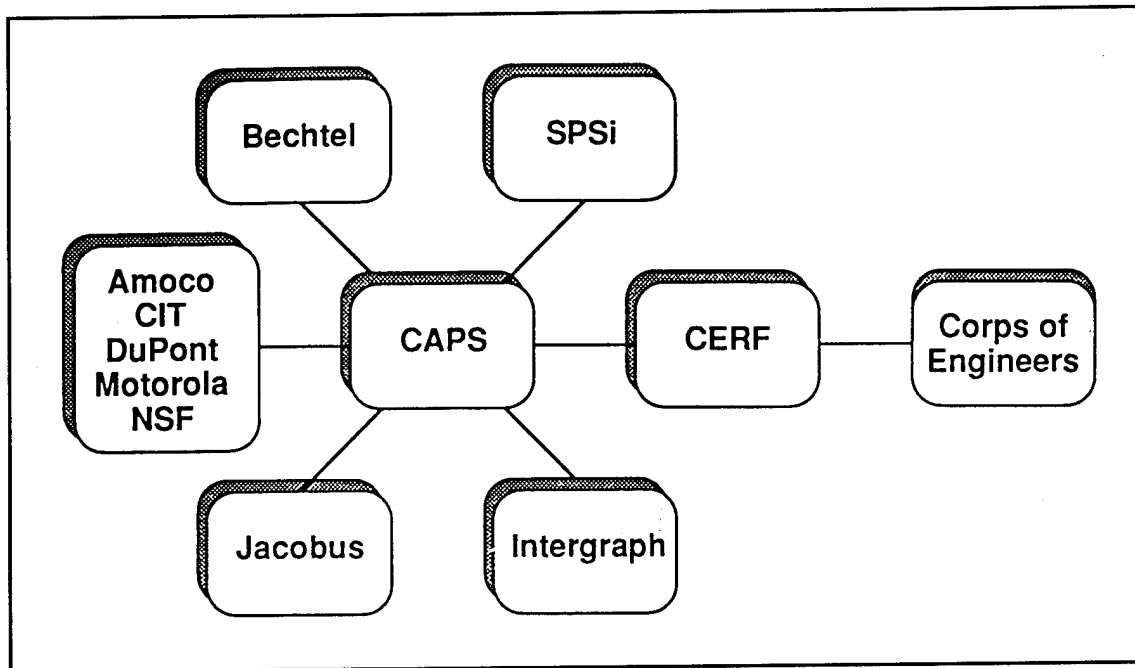 Bechtel
SPSi
Amoco
CIT
DuPont
Motorola
NSF
CAPS
CERF
Corps of
Engineers
Jacobus
Intergraph